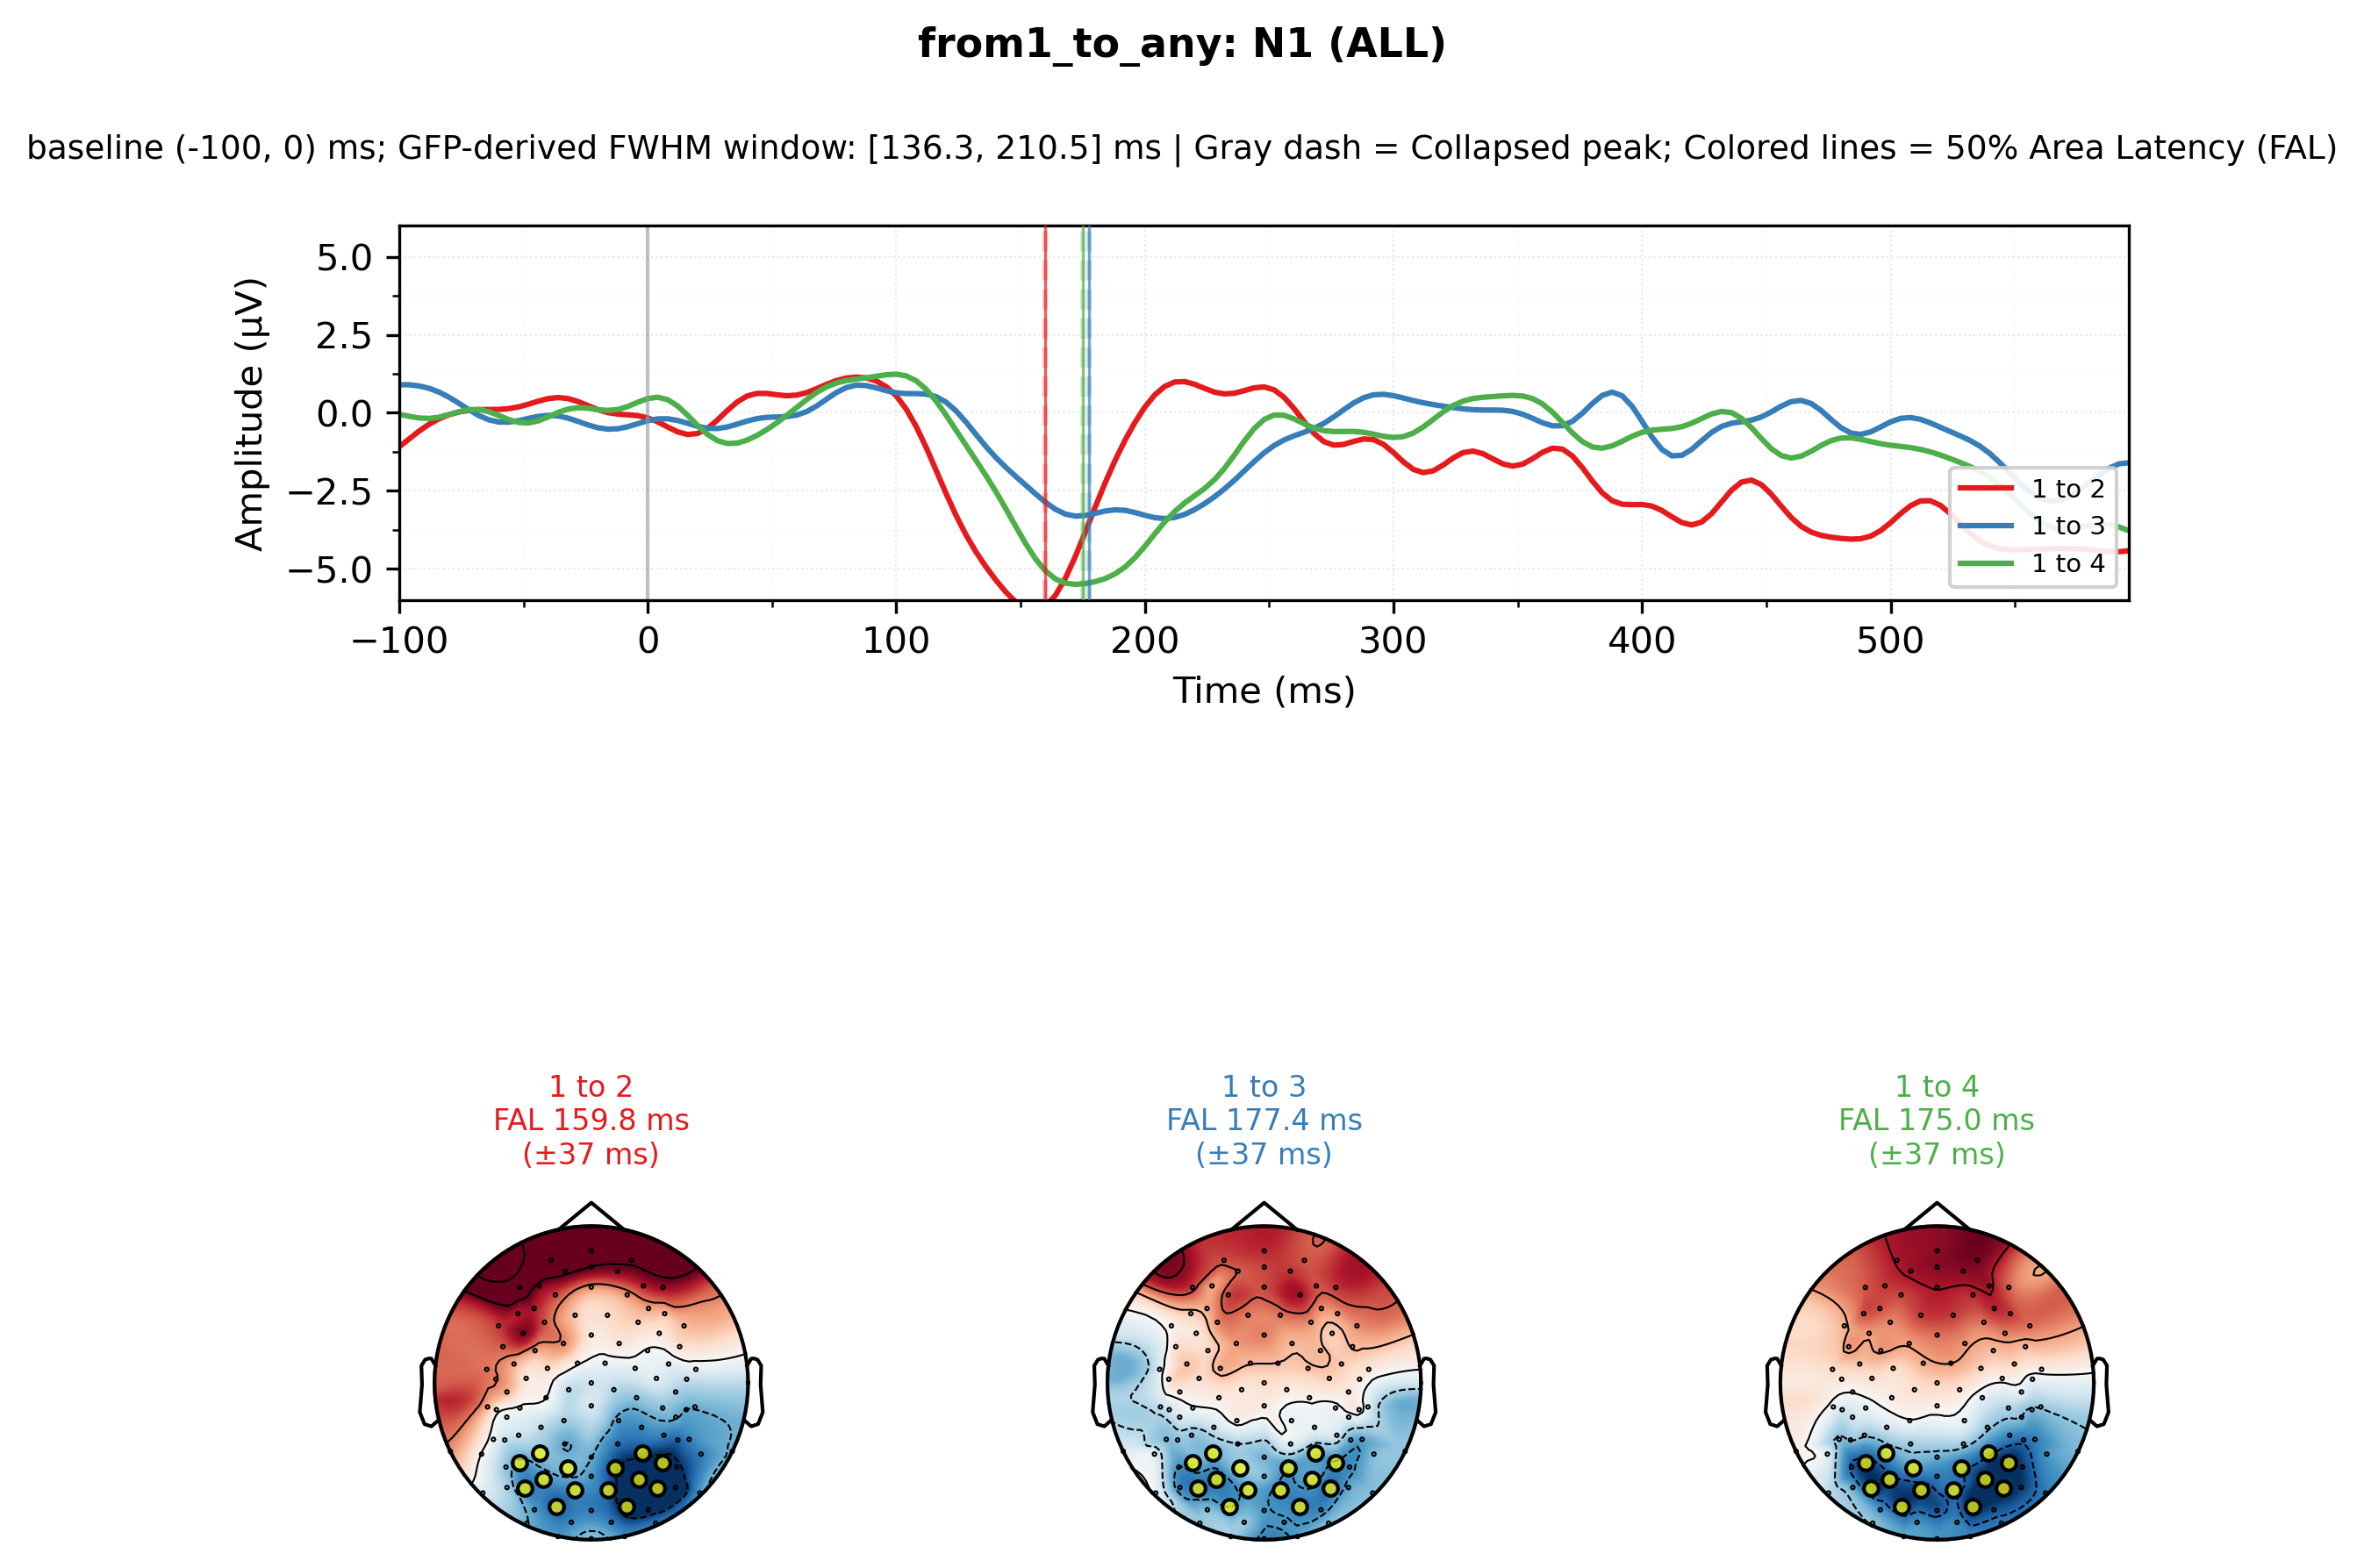 from1_to_any: N1 (ALL)
baseline (-100, 0) ms; GFP-derived FWHM window: [136.3, 210.5] ms | Gray dash = Collapsed peak; Colored lines = 50% Area Latency (FAL)
5.0
2.5
0.0
−2.5
−5.0
Amplitude (µV)
1 to 2
1 to 3
1 to 4
−100 0 100 200 300 400 500
Time (ms)
1 to 2
FAL 159.8 ms
(±37 ms)
1 to 3
FAL 177.4 ms
(±37 ms)
1 to 4
FAL 175.0 ms
(±37 ms)